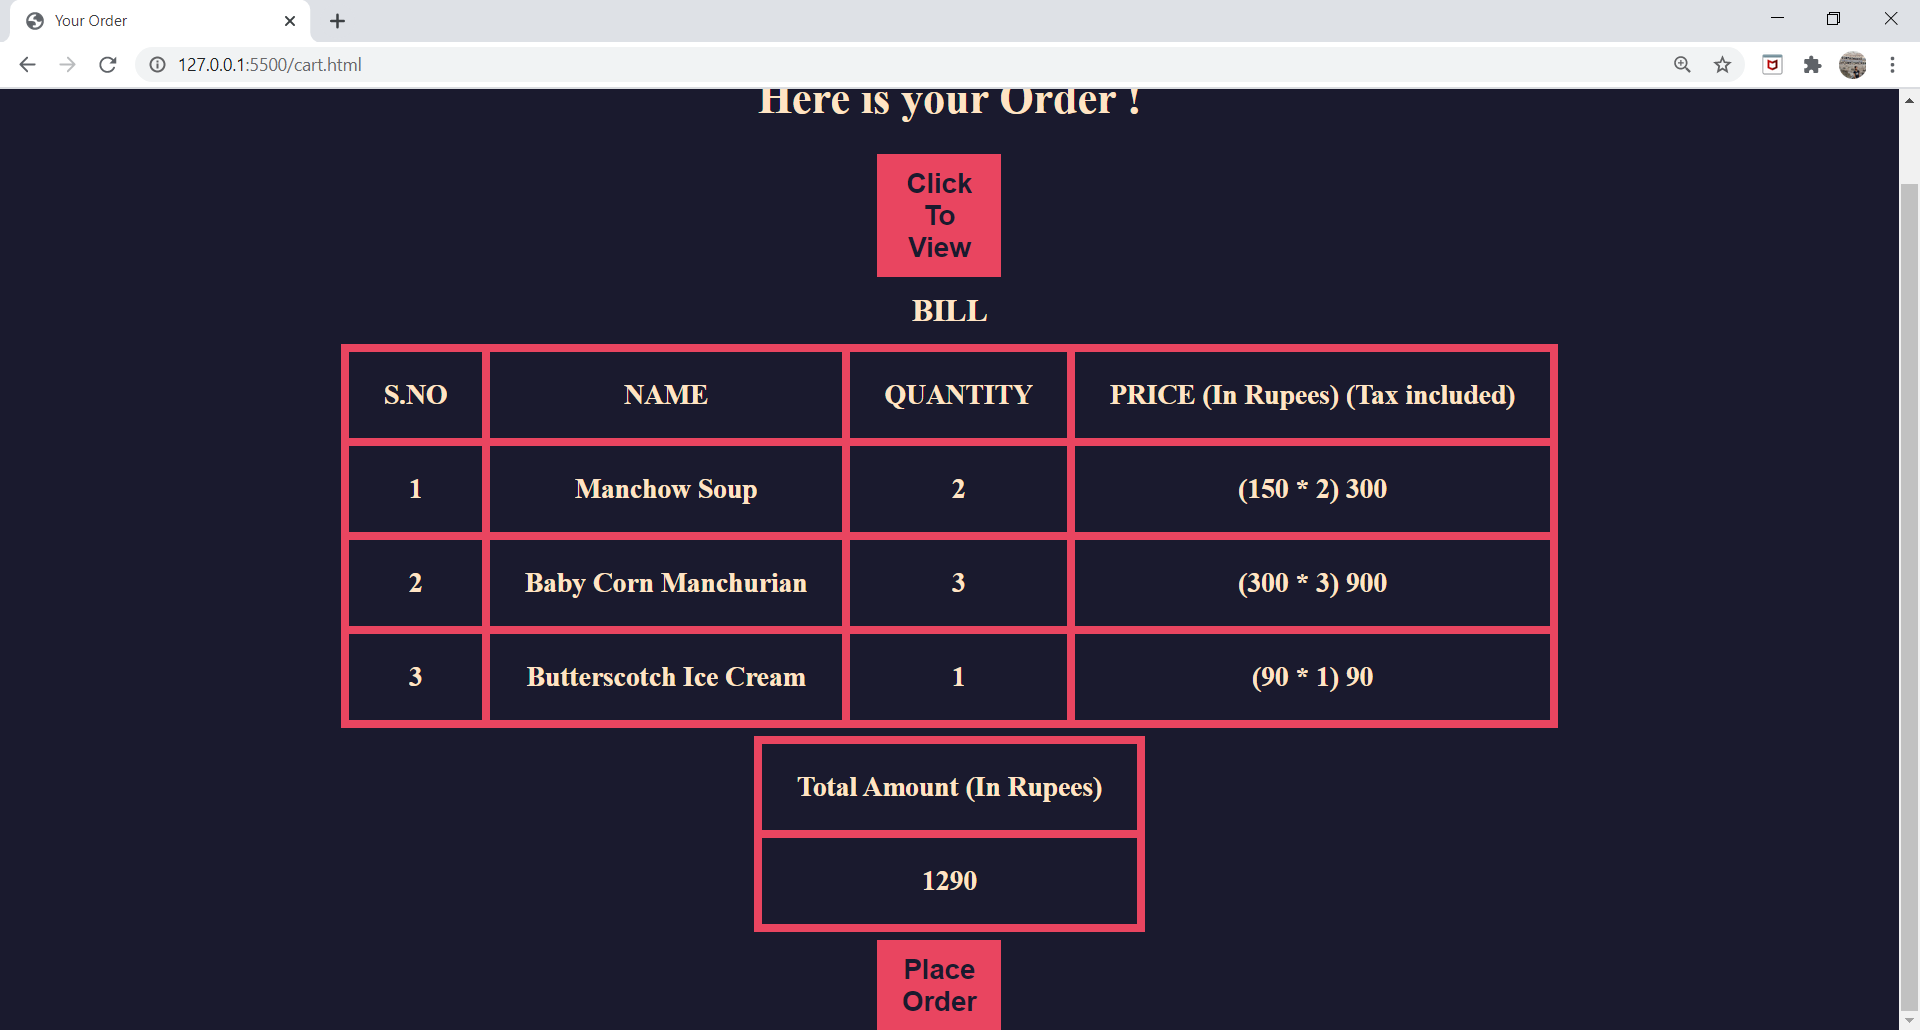 Your Order
127.0.0.1:5500/cart.html
Here is your Order !
Click
To
View
BILL
S.NO NAME QUANTITY PRICE (In Rupees) (Tax included)
1 Manchow Soup 2 (150 * 2) 300
2 Baby Corn Manchurian 3 (300 * 3) 900
3 Butterscotch Ice Cream 1 (90 * 1) 90
Total Amount (In Rupees)
1290
Place
Order